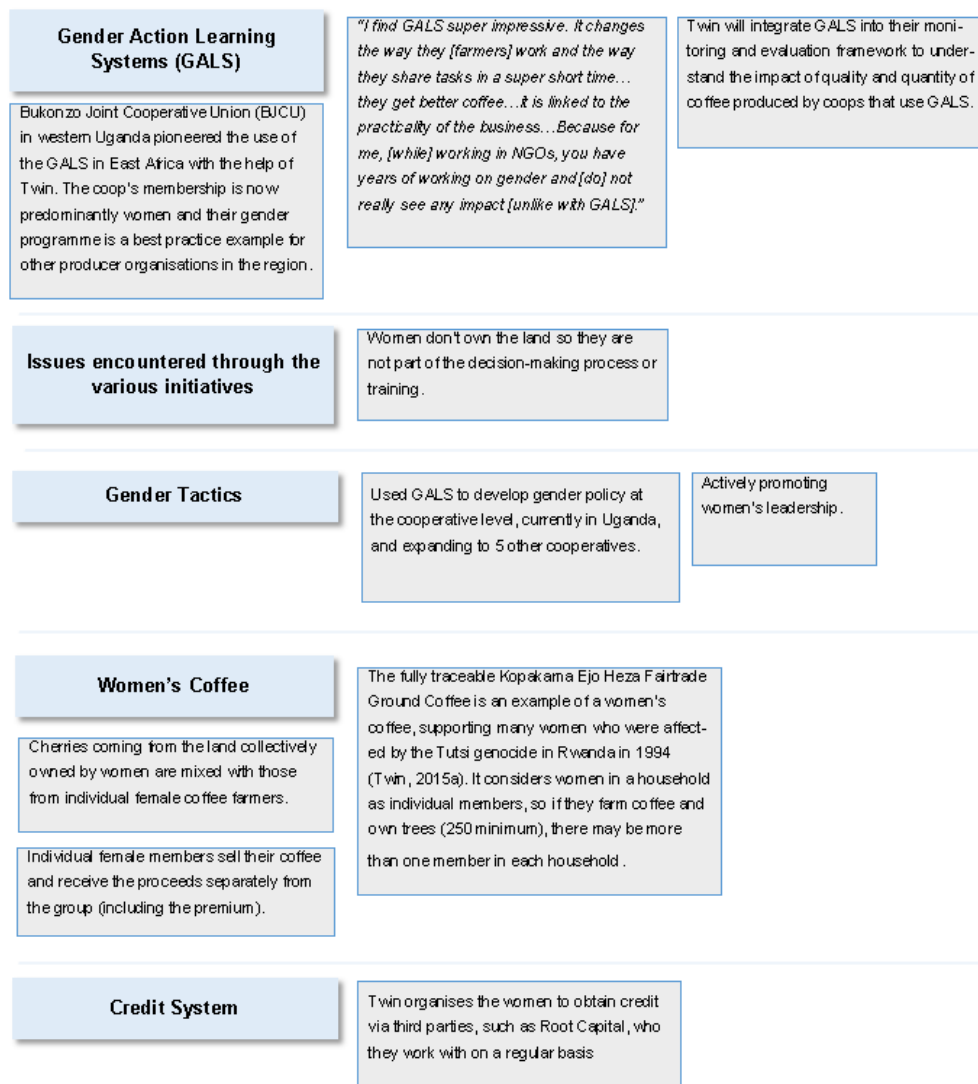 Gender Action Learning
Systems (GALS)
Bukonzo Joint Cooperative Union (BJCU)
in western Uganda pioneered the use of
the GALS in East Africa with the help of
Twin. The coop's membership is now
predominantly women and their gender
programme is a best practice example for
other producer organisations in the region.
"I find GALS super impressive. It changes
the way they [farmers] work and the way
they share tasks in a super short time…
they get better coffee…it is linked to the
practicality of the business…Because for
me, [while] working in NGOs, you have
years of working on gender and [do] not
really see any impact [unlike with GALS]."
Twin will integrate GALS into their moni-
toring and evaluation framework to under-
stand the impact of quality and quantity of
coffee produced by coops that use GALS.
Issues encountered through the
various initiatives
Women don't own the land so they are
not part of the decision-making process or
training.
Gender Tactics
Used GALS to develop gender policy at
the cooperative level, currently in Uganda,
and expanding to 5 other cooperatives.
Actively promoting
women's leadership.
Women's Coffee
Cherries coming from the land collectively
owned by women are mixed with those
from individual female coffee farmers.
Individual female members sell their coffee
and receive the proceeds separately from
the group (including the premium).
The fully traceable Kopakama Ejo Heza Fairtrade
Ground Coffee is an example of a women's
coffee, supporting many women who were affect-
ed by the Tutsi genocide in Rwanda in 1994
(Twin, 2015a). It considers women in a household
as individual members, so if they farm coffee and
own trees (250 minimum), there may be more
than one member in each household.
Credit System
Twin organises the women to obtain credit
via third parties, such as Root Capital, who
they work with on a regular basis